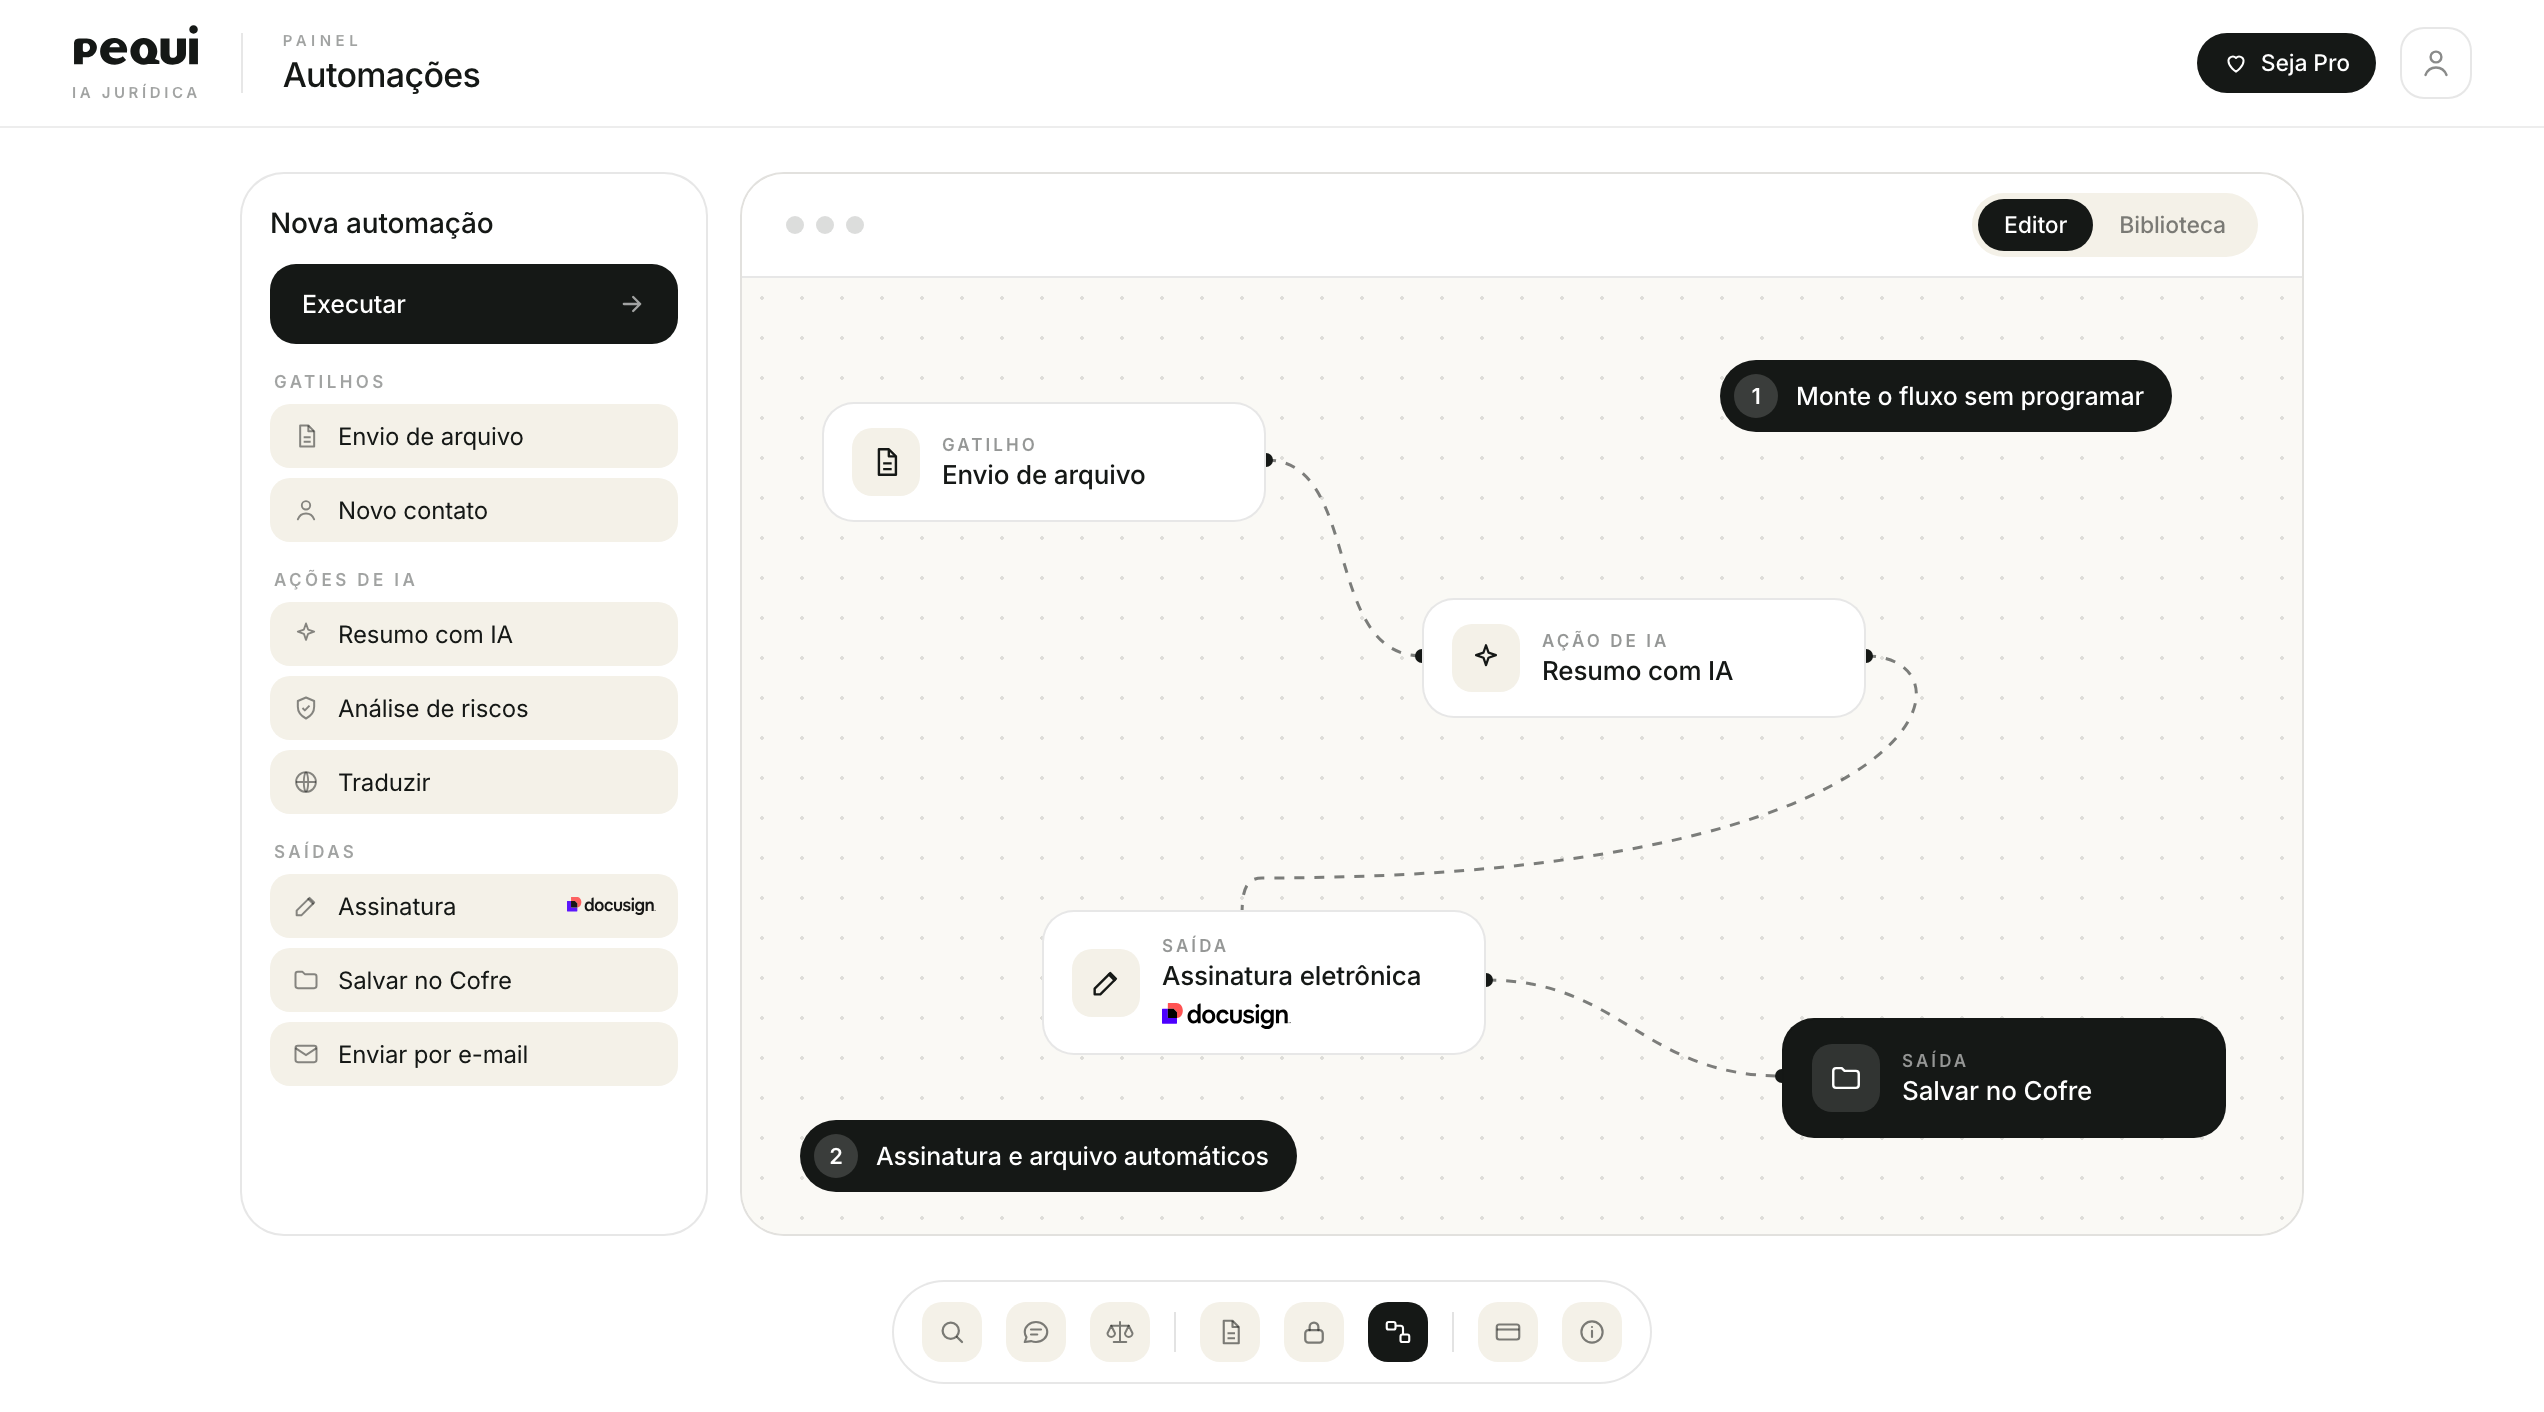 pequi
IA JURÍDICA
PAINEL
Automações
Seja Pro
Nova automação
Executar
GATILHOS
Envio de arquivo
Novo contato
AÇÕES DE IA
Resumo com IA
Análise de riscos
Traduzir
SAÍDAS
Assinatura
docusign
Salvar no Cofre
Enviar por e-mail
Editor
Biblioteca
1
Monte o fluxo sem programar
GATILHO
Envio de arquivo
AÇÃO DE IA
Resumo com IA
SAÍDA
Assinatura eletrônica
docusign
SAÍDA
Salvar no Cofre
2
Assinatura e arquivo automáticos